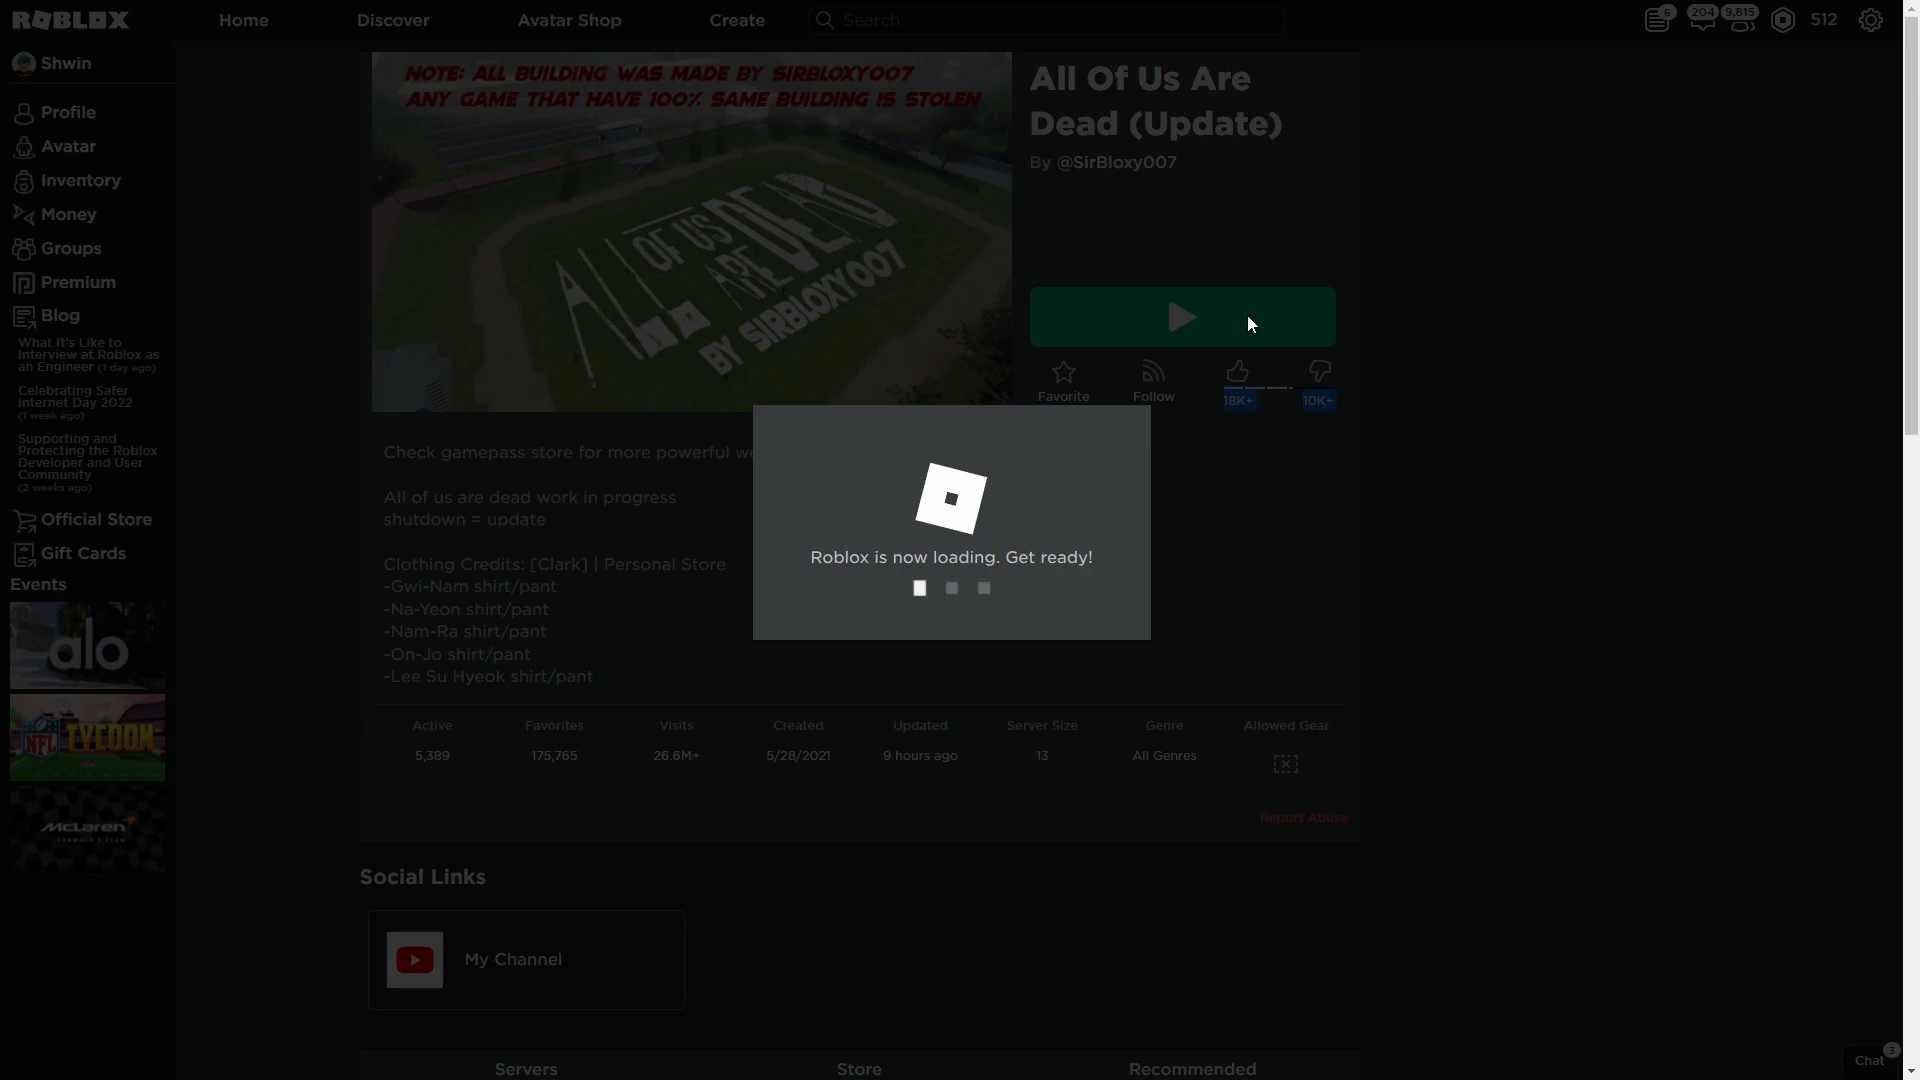 ROBLOX
Home
Discover
Avatar Shop
Create
Search
6
204
9,815
512
Shwin
Profile
Avatar
Inventory
Money
Groups
Premium
Blog
What It's Like to
Interview at Roblox as
an Engineer (1 day ago)
Celebrating Safer
Internet Day 2022
(1 week ago)
Supporting and
Protecting the Roblox
Developer and User
Community
(2 weeks ago)
Official Store
Gift Cards
Events
alo
NFL TYCOON
McLaren
FORMULA 1 TEAM
NOTE: ALL BUILDING WAS MADE BY SIRBLOXY007
ANY GAME THAT HAVE 100% SAME BUILDING IS STOLEN
ALL OF US ARE DEAD
BY SIRBLOXY007
All Of Us Are
Dead (Update)
By @SirBloxy007
Favorite
Follow
18K+
10K+
Check gamepass store for more powerful we
All of us are dead work in progress
shutdown = update
Clothing Credits: [Clark] | Personal Store
-Gwi-Nam shirt/pant
-Na-Yeon shirt/pant
-Nam-Ra shirt/pant
-On-Jo shirt/pant
-Lee Su Hyeok shirt/pant
Roblox is now loading. Get ready!
Active
Favorites
Visits
Created
Updated
Server Size
Genre
Allowed Gear
5,389
175,765
26.6M+
5/28/2021
9 hours ago
13
All Genres
Report Abuse
Social Links
My Channel
Servers
Store
Recommended
Chat
3